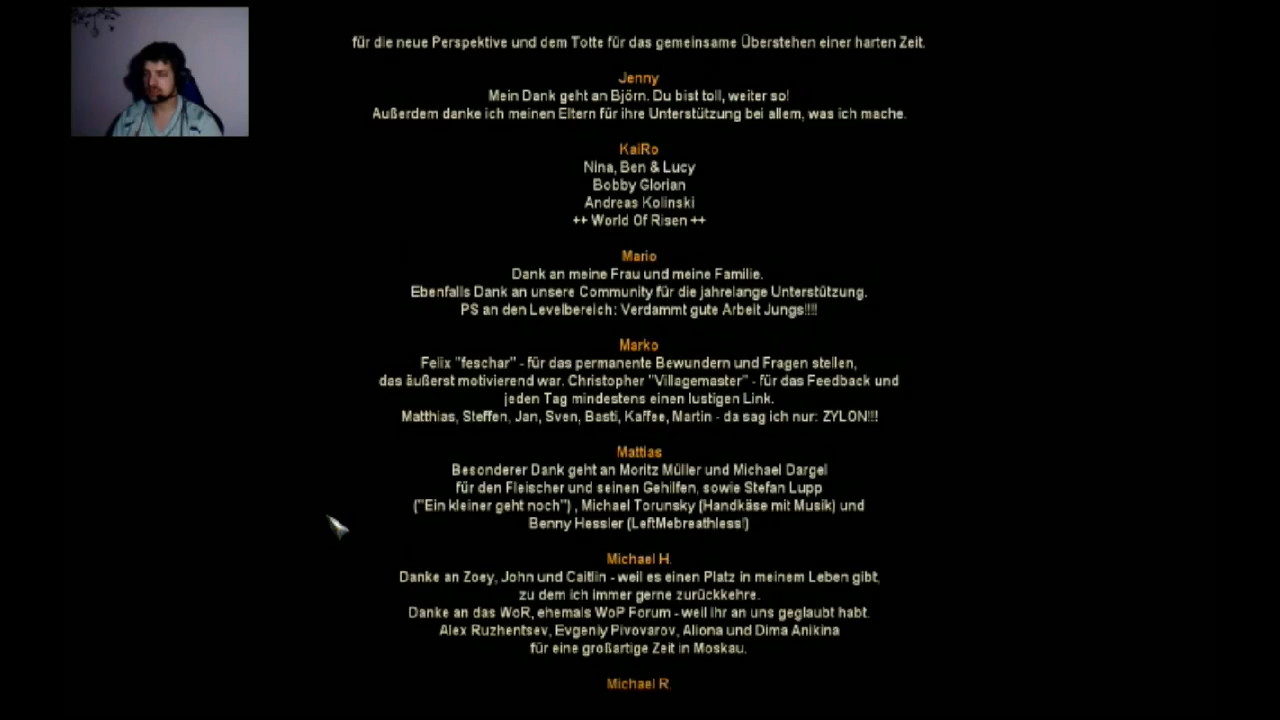 für die neue Perspektive und dem Totte für das gemeinsame Überstehen einer harten Zeit.
Jenny
Mein Dank geht an Björn. Du bist toll, weiter so!
Außerdem danke ich meinen Eltern für ihre Unterstützung bei allem, was ich mache.
KaiRo
Nina, Ben & Lucy
Bobby Glorian
Andreas Kolinski
++ World Of Risen ++
Mario
Dank an meine Frau und meine Familie.
Ebenfalls Dank an unsere Community für die jahrelange Unterstützung.
PS an den Levelbereich: Verdammt gute Arbeit Jungs!!!!
Marko
Felix "feschar" - für das permanente Bewundern und Fragen stellen,
das äußerst motivierend war. Christopher "Villagemaster" - für das Feedback und
jeden Tag mindestens einen lustigen Link.
Matthias, Steffen, Jan, Sven, Basti, Kaffee, Martin - da sag ich nur: ZYLON!!!
Mattias
Besonderer Dank geht an Moritz Müller und Michael Dargel
für den Fleischer und seinen Gehilfen, sowie Stefan Lupp
("Ein kleiner geht noch") , Michael Torunsky (Handkäse mit Musik) und
Benny Hessler (LeftMebreathless!)
Michael H.
Danke an Zoey, John und Caitlin - weil es einen Platz in meinem Leben gibt,
zu dem ich immer gerne zurückkehre.
Danke an das WoR, ehemals WoP Forum - weil ihr an uns geglaubt habt.
Alex Ruzhentsev, Evgeniy Pivovarov, Aliona und Dima Anikina
für eine großartige Zeit in Moskau.
Michael R.